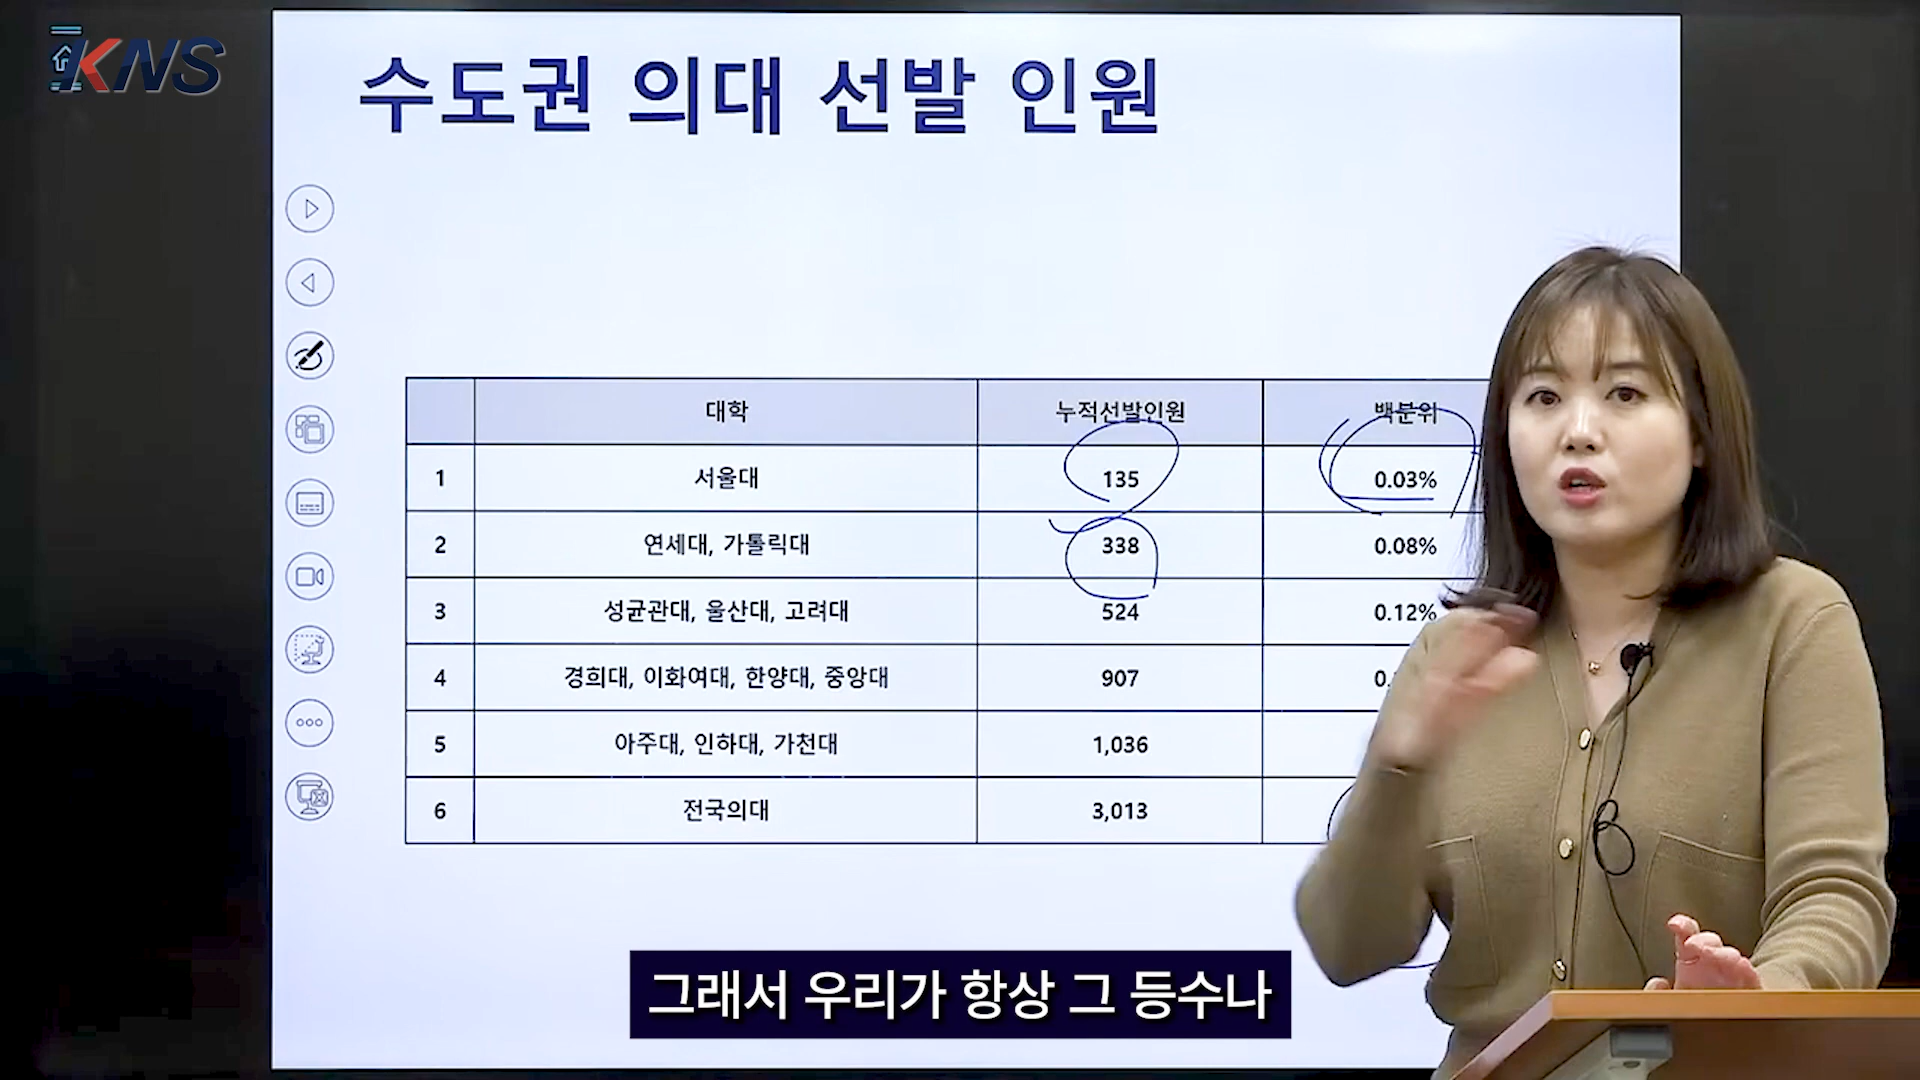 KNS
수도권 의대 선발 인원
대학 누적선발인원 백분위
1 서울대 135 0.03%
2 연세대, 가톨릭대 338 0.08%
3 성균관대, 울산대, 고려대 524 0.12%
4 경희대, 이화여대, 한양대, 중앙대 907
5 아주대, 인하대, 가천대 1,036
6 전국의대 3,013
그래서 우리가 항상 그 등수나